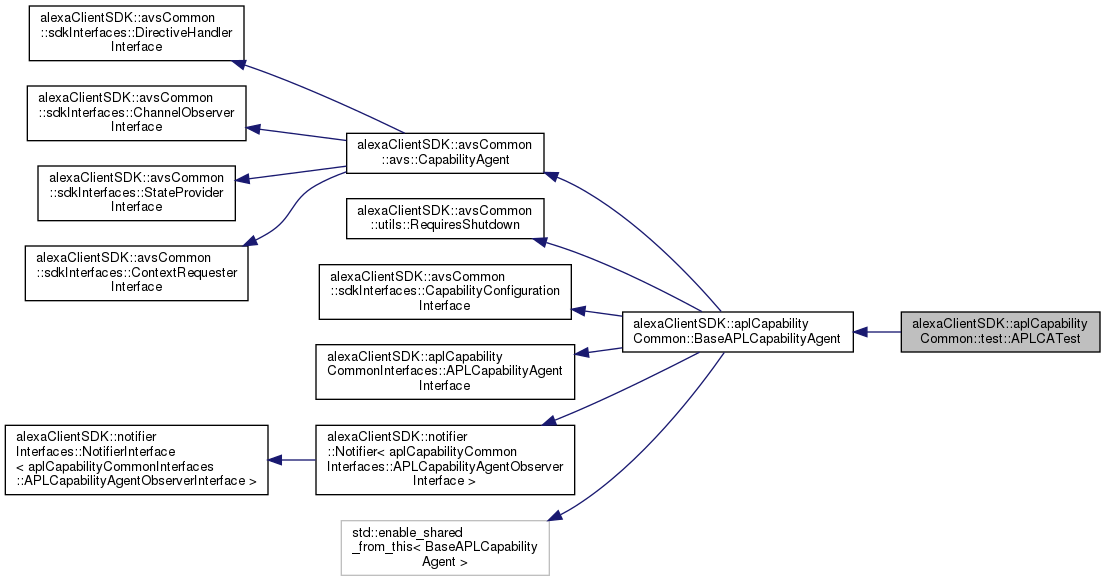 alexaClientSDK::avsCommon
::sdkInterfaces::DirectiveHandler
Interface
alexaClientSDK::avsCommon
::sdkInterfaces::ChannelObserver
Interface
alexaClientSDK::avsCommon
::sdkInterfaces::StateProvider
Interface
alexaClientSDK::avsCommon
::sdkInterfaces::ContextRequester
Interface
alexaClientSDK::avsCommon
::avs::CapabilityAgent
alexaClientSDK::avsCommon
::utils::RequiresShutdown
alexaClientSDK::avsCommon
::sdkInterfaces::CapabilityConfiguration
Interface
alexaClientSDK::aplCapability
CommonInterfaces::APLCapabilityAgent
Interface
alexaClientSDK::notifier
Interfaces::NotifierInterface
< aplCapabilityCommonInterfaces
::APLCapabilityAgentObserverInterface >
alexaClientSDK::notifier
::Notifier< aplCapabilityCommon
Interfaces::APLCapabilityAgentObserver
Interface >
std::enable_shared
_from_this< BaseAPLCapability
Agent >
alexaClientSDK::aplCapability
Common::BaseAPLCapabilityAgent
alexaClientSDK::aplCapability
Common::test::APLCATest